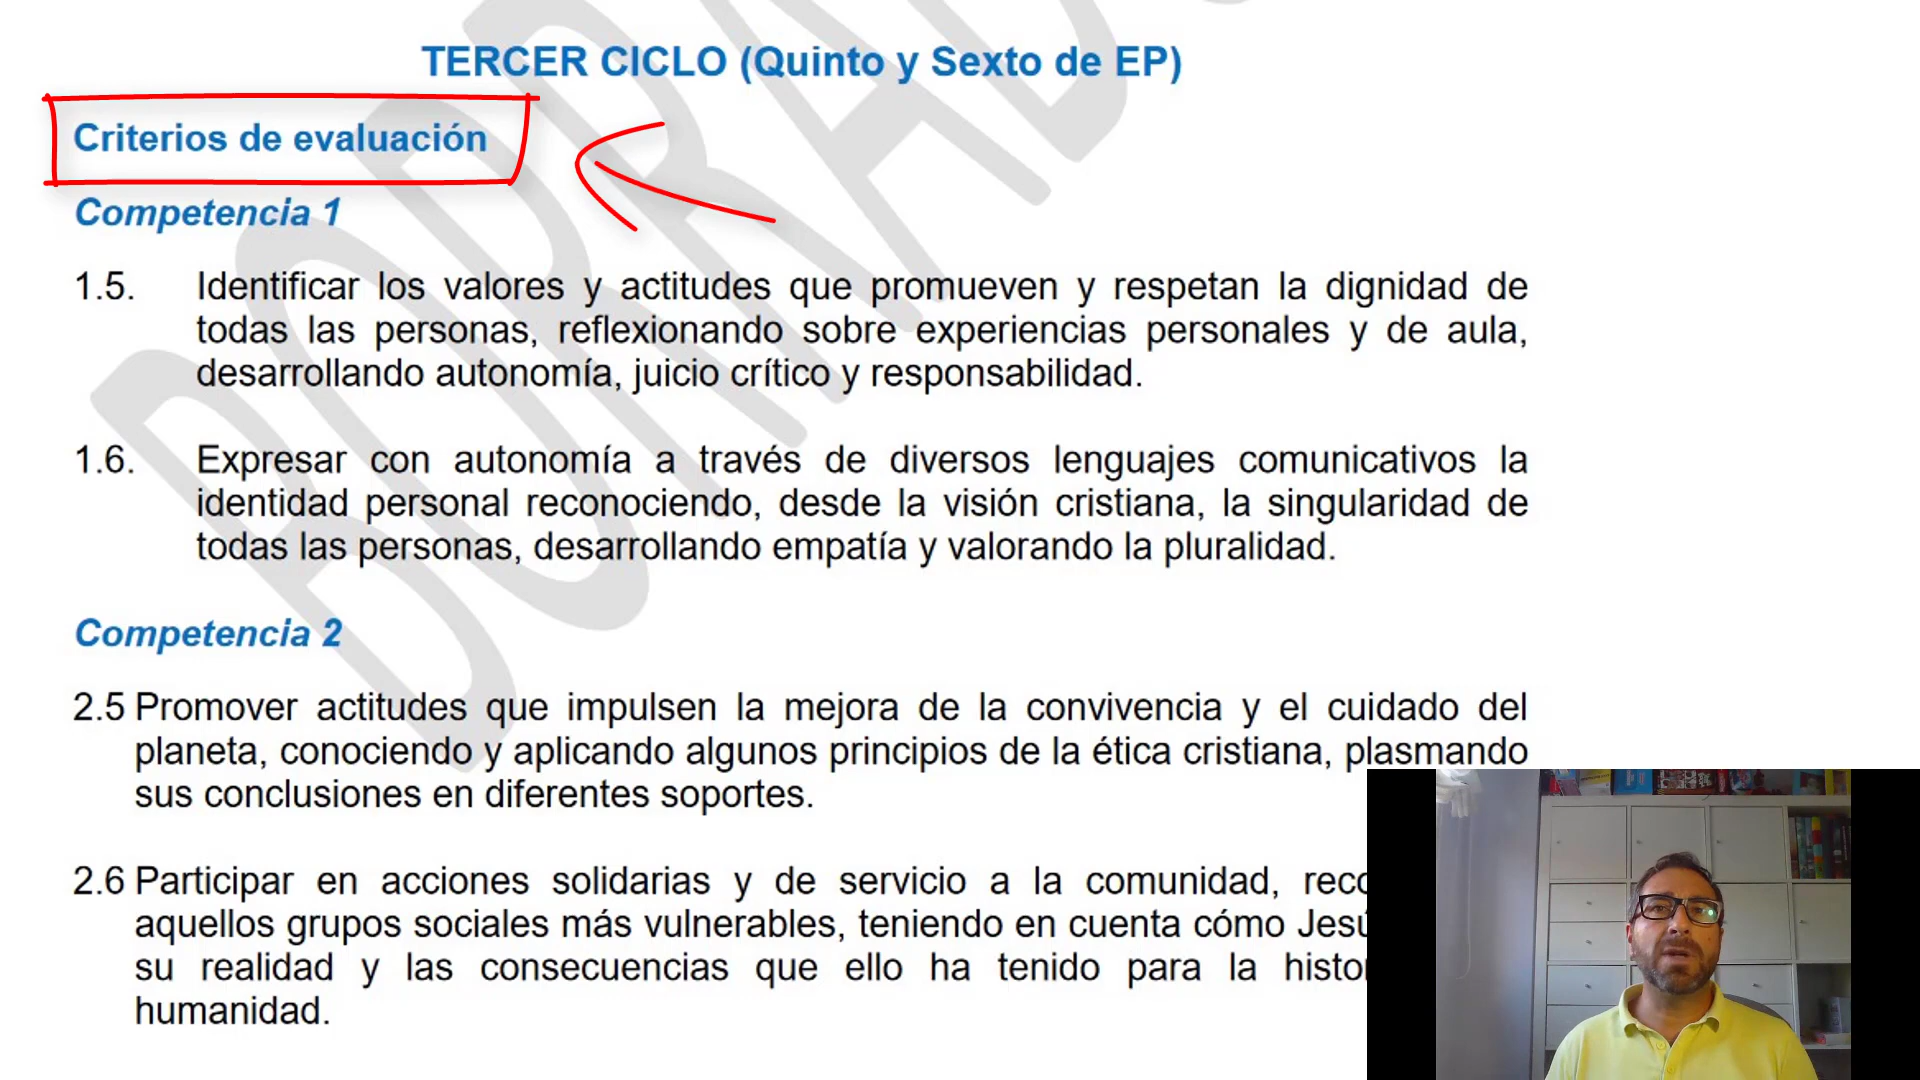 TERCER CICLO (Quinto y Sexto de EP)
Criterios de evaluación
Competencia 1
1.5. Identificar los valores y actitudes que promueven y respetan la dignidad de
todas las personas, reflexionando sobre experiencias personales y de aula,
desarrollando autonomía, juicio crítico y responsabilidad.
1.6. Expresar con autonomía a través de diversos lenguajes comunicativos la
identidad personal reconociendo, desde la visión cristiana, la singularidad de
todas las personas, desarrollando empatía y valorando la pluralidad.
Competencia 2
2.5 Promover actitudes que impulsen la mejora de la convivencia y el cuidado del
planeta, conociendo y aplicando algunos principios de la ética cristiana, plasmando
sus conclusiones en diferentes soportes.
2.6 Participar en acciones solidarias y de servicio a la comunidad,
aquellos grupos sociales más vulnerables, teniendo en cuenta cómo
su realidad y las consecuencias que ello ha tenido para la
humanidad.